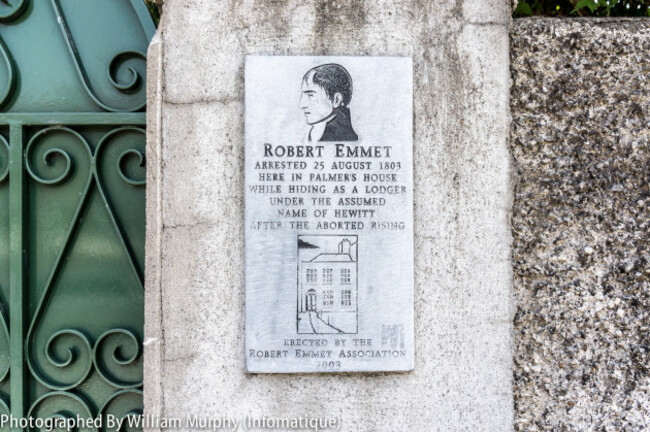 ROBERT EMMET
ARRESTED 25 AUGUST 1803
HERE IN PALMER'S HOUSE
WHILE HIDING AS A LODGER
UNDER THE ASSUMED
NAME OF HEWITT
AFTER THE ABORTED RISING
ERECTED BY THE
ROBERT EMMET ASSOCIATION
2003
Photographed By William Murphy (Infomatique)